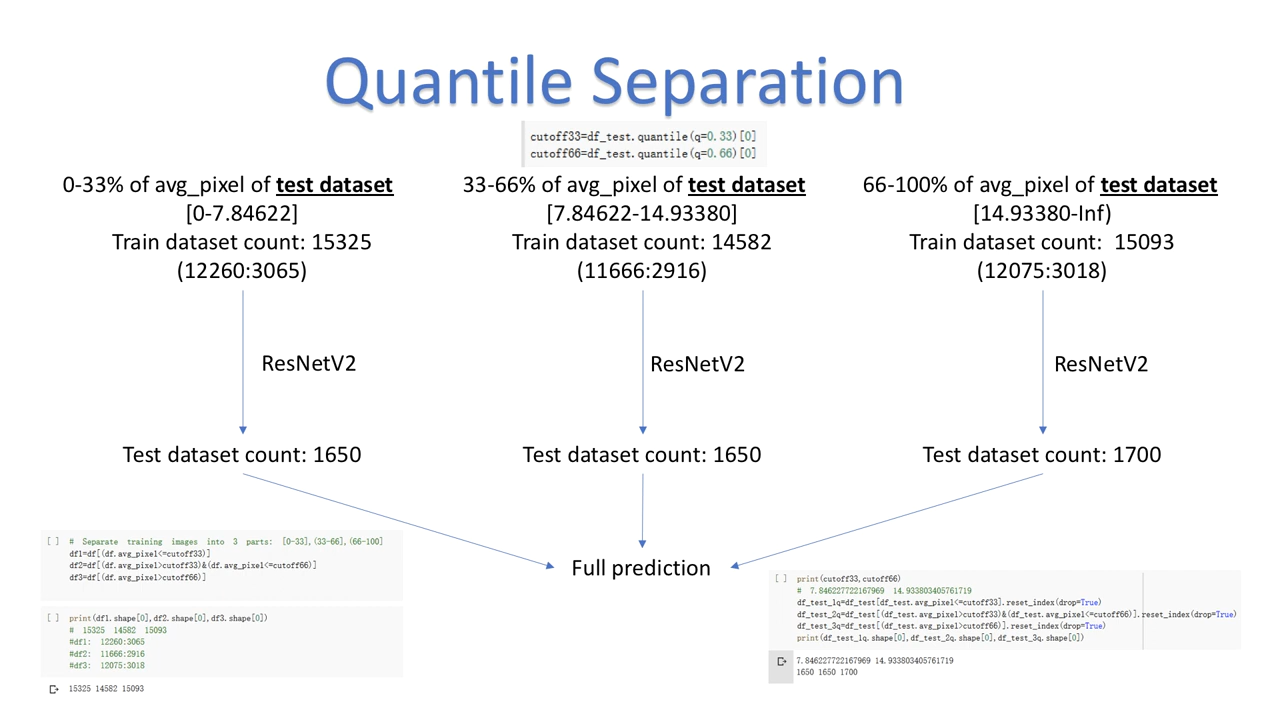 Quantile Separation
cutoff33=df_test.quantile(q=0.33)[0]
cutoff66=df_test.quantile(q=0.66)[0]
0-33% of avg_pixel of test dataset
[0-7.84622]
Train dataset count: 15325
(12260:3065)
33-66% of avg_pixel of test dataset
[7.84622-14.93380]
Train dataset count: 14582
(11666:2916)
66-100% of avg_pixel of test dataset
[14.93380-Inf)
Train dataset count: 15093
(12075:3018)
ResNetV2
ResNetV2
ResNetV2
Test dataset count: 1650
Test dataset count: 1650
Test dataset count: 1700
Full prediction
[ ] # Separate training images into 3 parts: [0-33],(33-66],(66-100]
df1=df[(df.avg_pixel<=cutoff33)]
df2=df[(df.avg_pixel>cutoff33)&(df.avg_pixel<=cutoff66)]
df3=df[(df.avg_pixel>cutoff66)]
[ ] print(df1.shape[0],df2.shape[0],df3.shape[0])
# 15325 14582 15093
#df1: 12260:3065
#df2: 11666:2916
#df3: 12075:3018
15325 14582 15093
[ ] print(cutoff33,cutoff66)
# 7.846227722167969 14.933803405761719
df_test_1q=df_test[df_test.avg_pixel<=cutoff33].reset_index(drop=True)
df_test_2q=df_test[(df_test.avg_pixel>cutoff33)&(df_test.avg_pixel<=cutoff66)].reset_index(drop=True)
df_test_3q=df_test[(df_test.avg_pixel>cutoff66)].reset_index(drop=True)
print(df_test_1q.shape[0],df_test_2q.shape[0],df_test_3q.shape[0])
7.846227722167969 14.933803405761719
1650 1650 1700